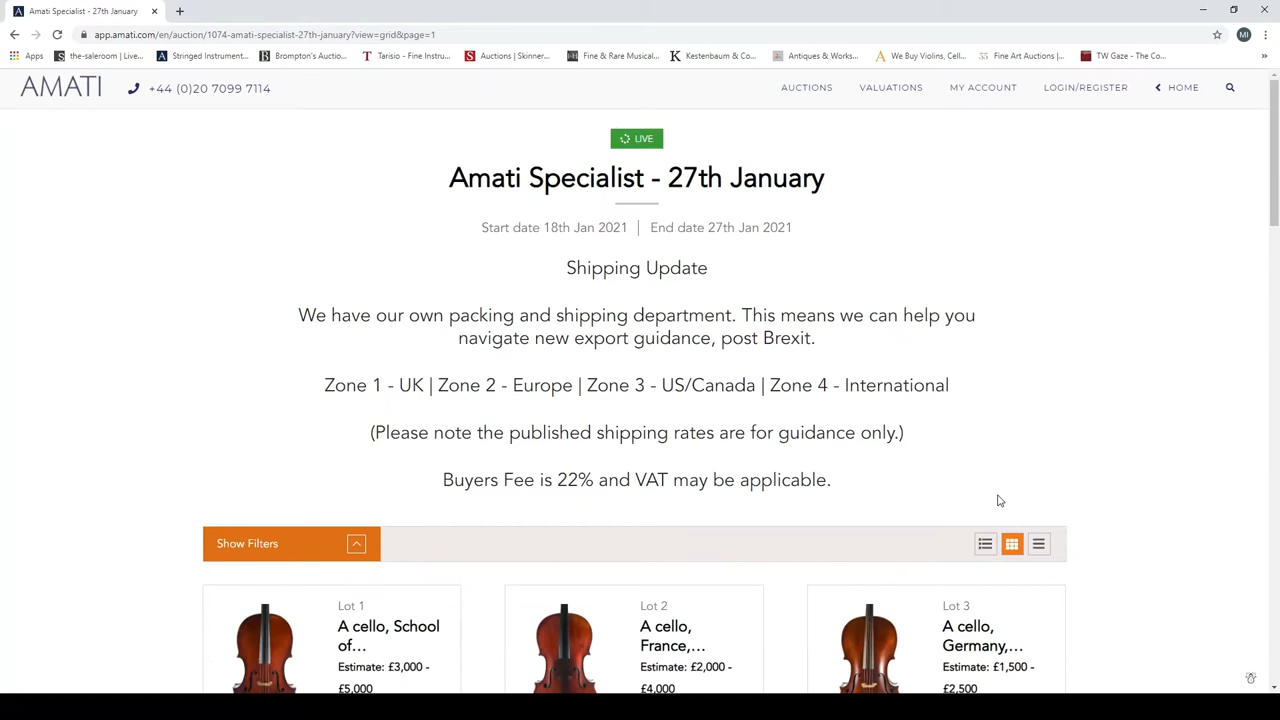 Amati Specialist - 27th January
app.amati.com/en/auction/1074-amati-specialist-27th-january?view=grid&page=1
MI
Apps
the-saleroom | Live...
Stringed Instrument...
Brompton's Auction...
Tarisio - Fine Instru...
Auctions | Skinner...
Fine & Rare Musical...
Kestenbaum & Co...
Antiques & Works...
We Buy Violins, Cell...
Fine Art Auctions |...
TW Gaze - The Co...
AMATI
+44 (0)20 7099 7114
AUCTIONS
VALUATIONS
MY ACCOUNT
LOGIN/REGISTER
HOME
LIVE
Amati Specialist - 27th January
Start date 18th Jan 2021 | End date 27th Jan 2021
Shipping Update
We have our own packing and shipping department. This means we can help you
navigate new export guidance, post Brexit.
Zone 1 - UK | Zone 2 - Europe | Zone 3 - US/Canada | Zone 4 - International
(Please note the published shipping rates are for guidance only.)
Buyers Fee is 22% and VAT may be applicable.
Show Filters
Lot 1
A cello, School
of...
Estimate: £3,000 -
£5,000
Lot 2
A cello,
France,...
Estimate: £2,000 -
£4,000
Lot 3
A cello,
Germany,...
Estimate: £1,500 -
£2,500